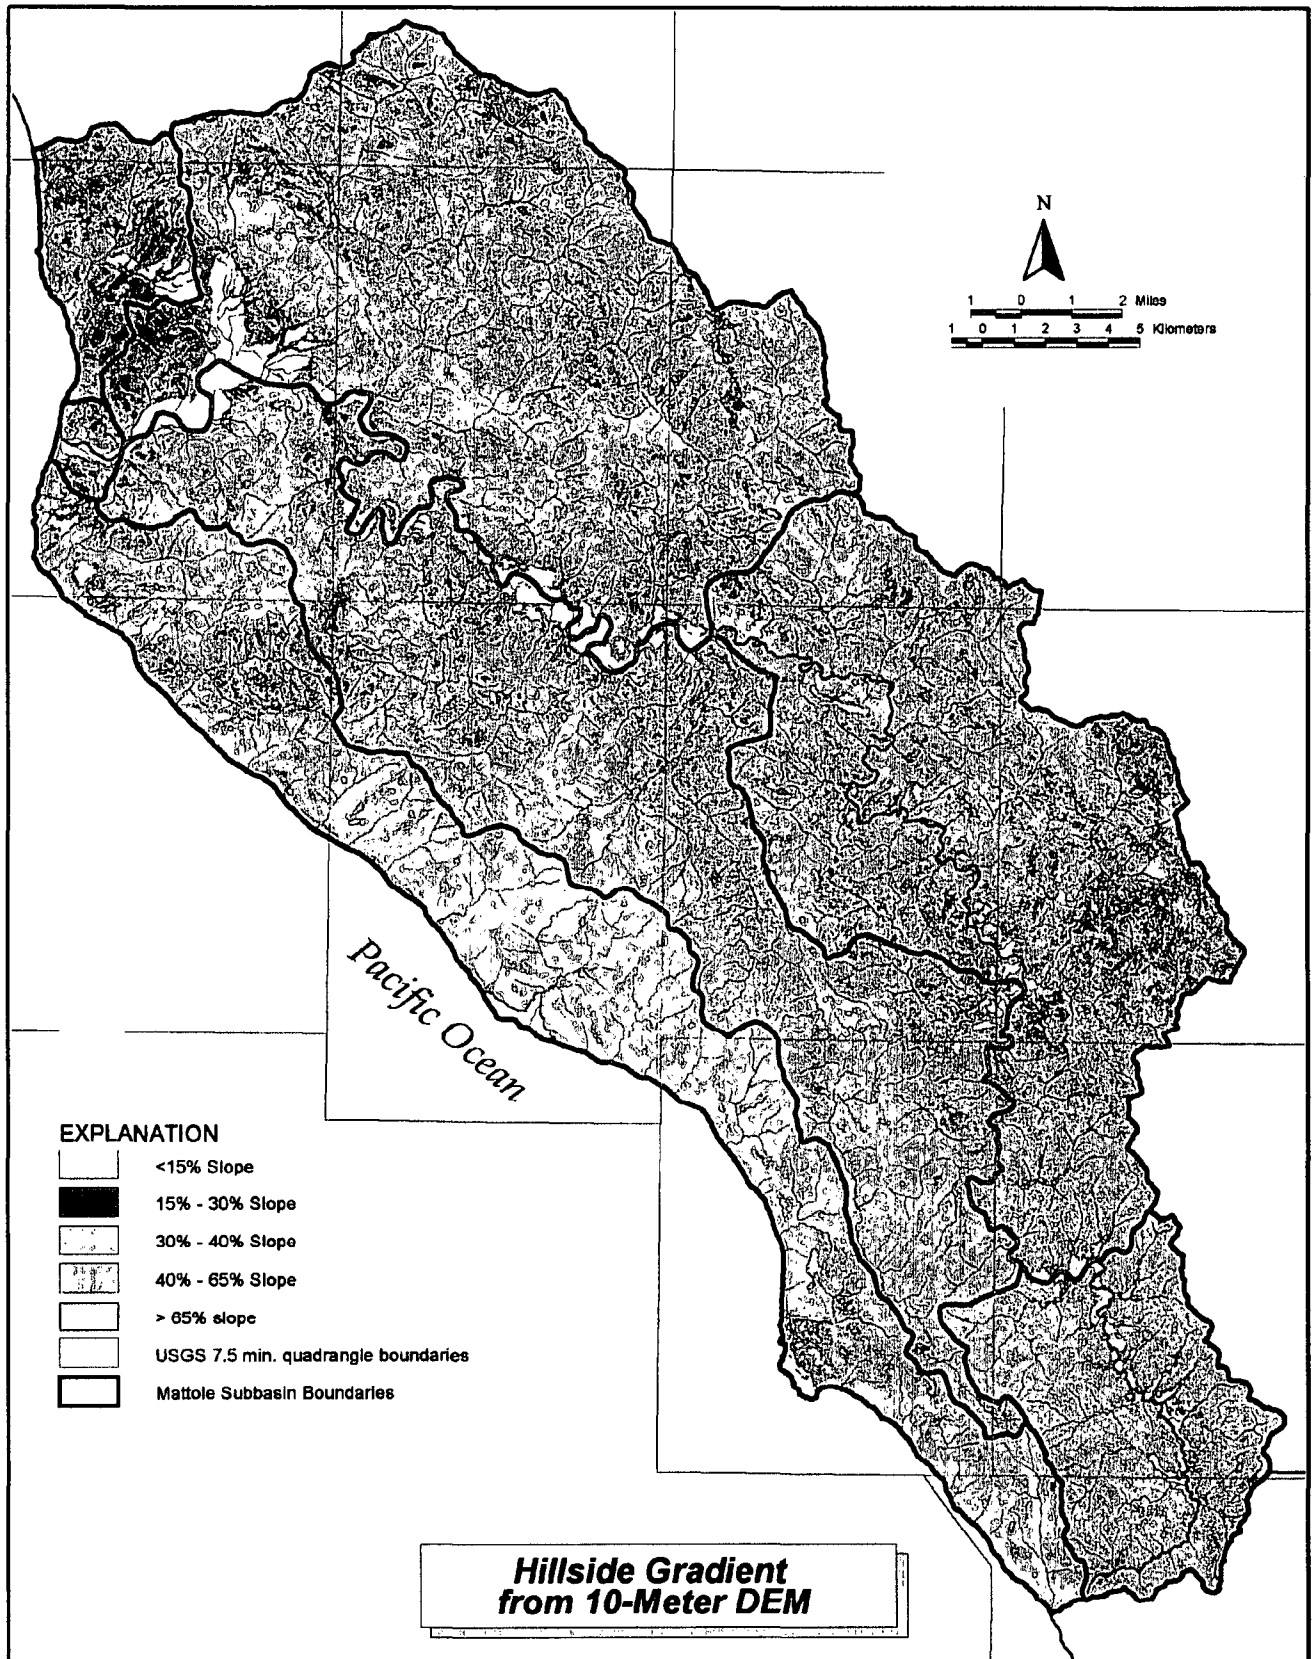 N
1 0 1 2 Miles
1 0 1 2 3 4 5 Kilometers
Pacific Ocean
EXPLANATION
<15% Slope
15% - 30% Slope
30% - 40% Slope
40% - 65% Slope
> 65% slope
USGS 7.5 min. quadrangle boundaries
Mattole Subbasin Boundaries
Hillside Gradient
from 10-Meter DEM